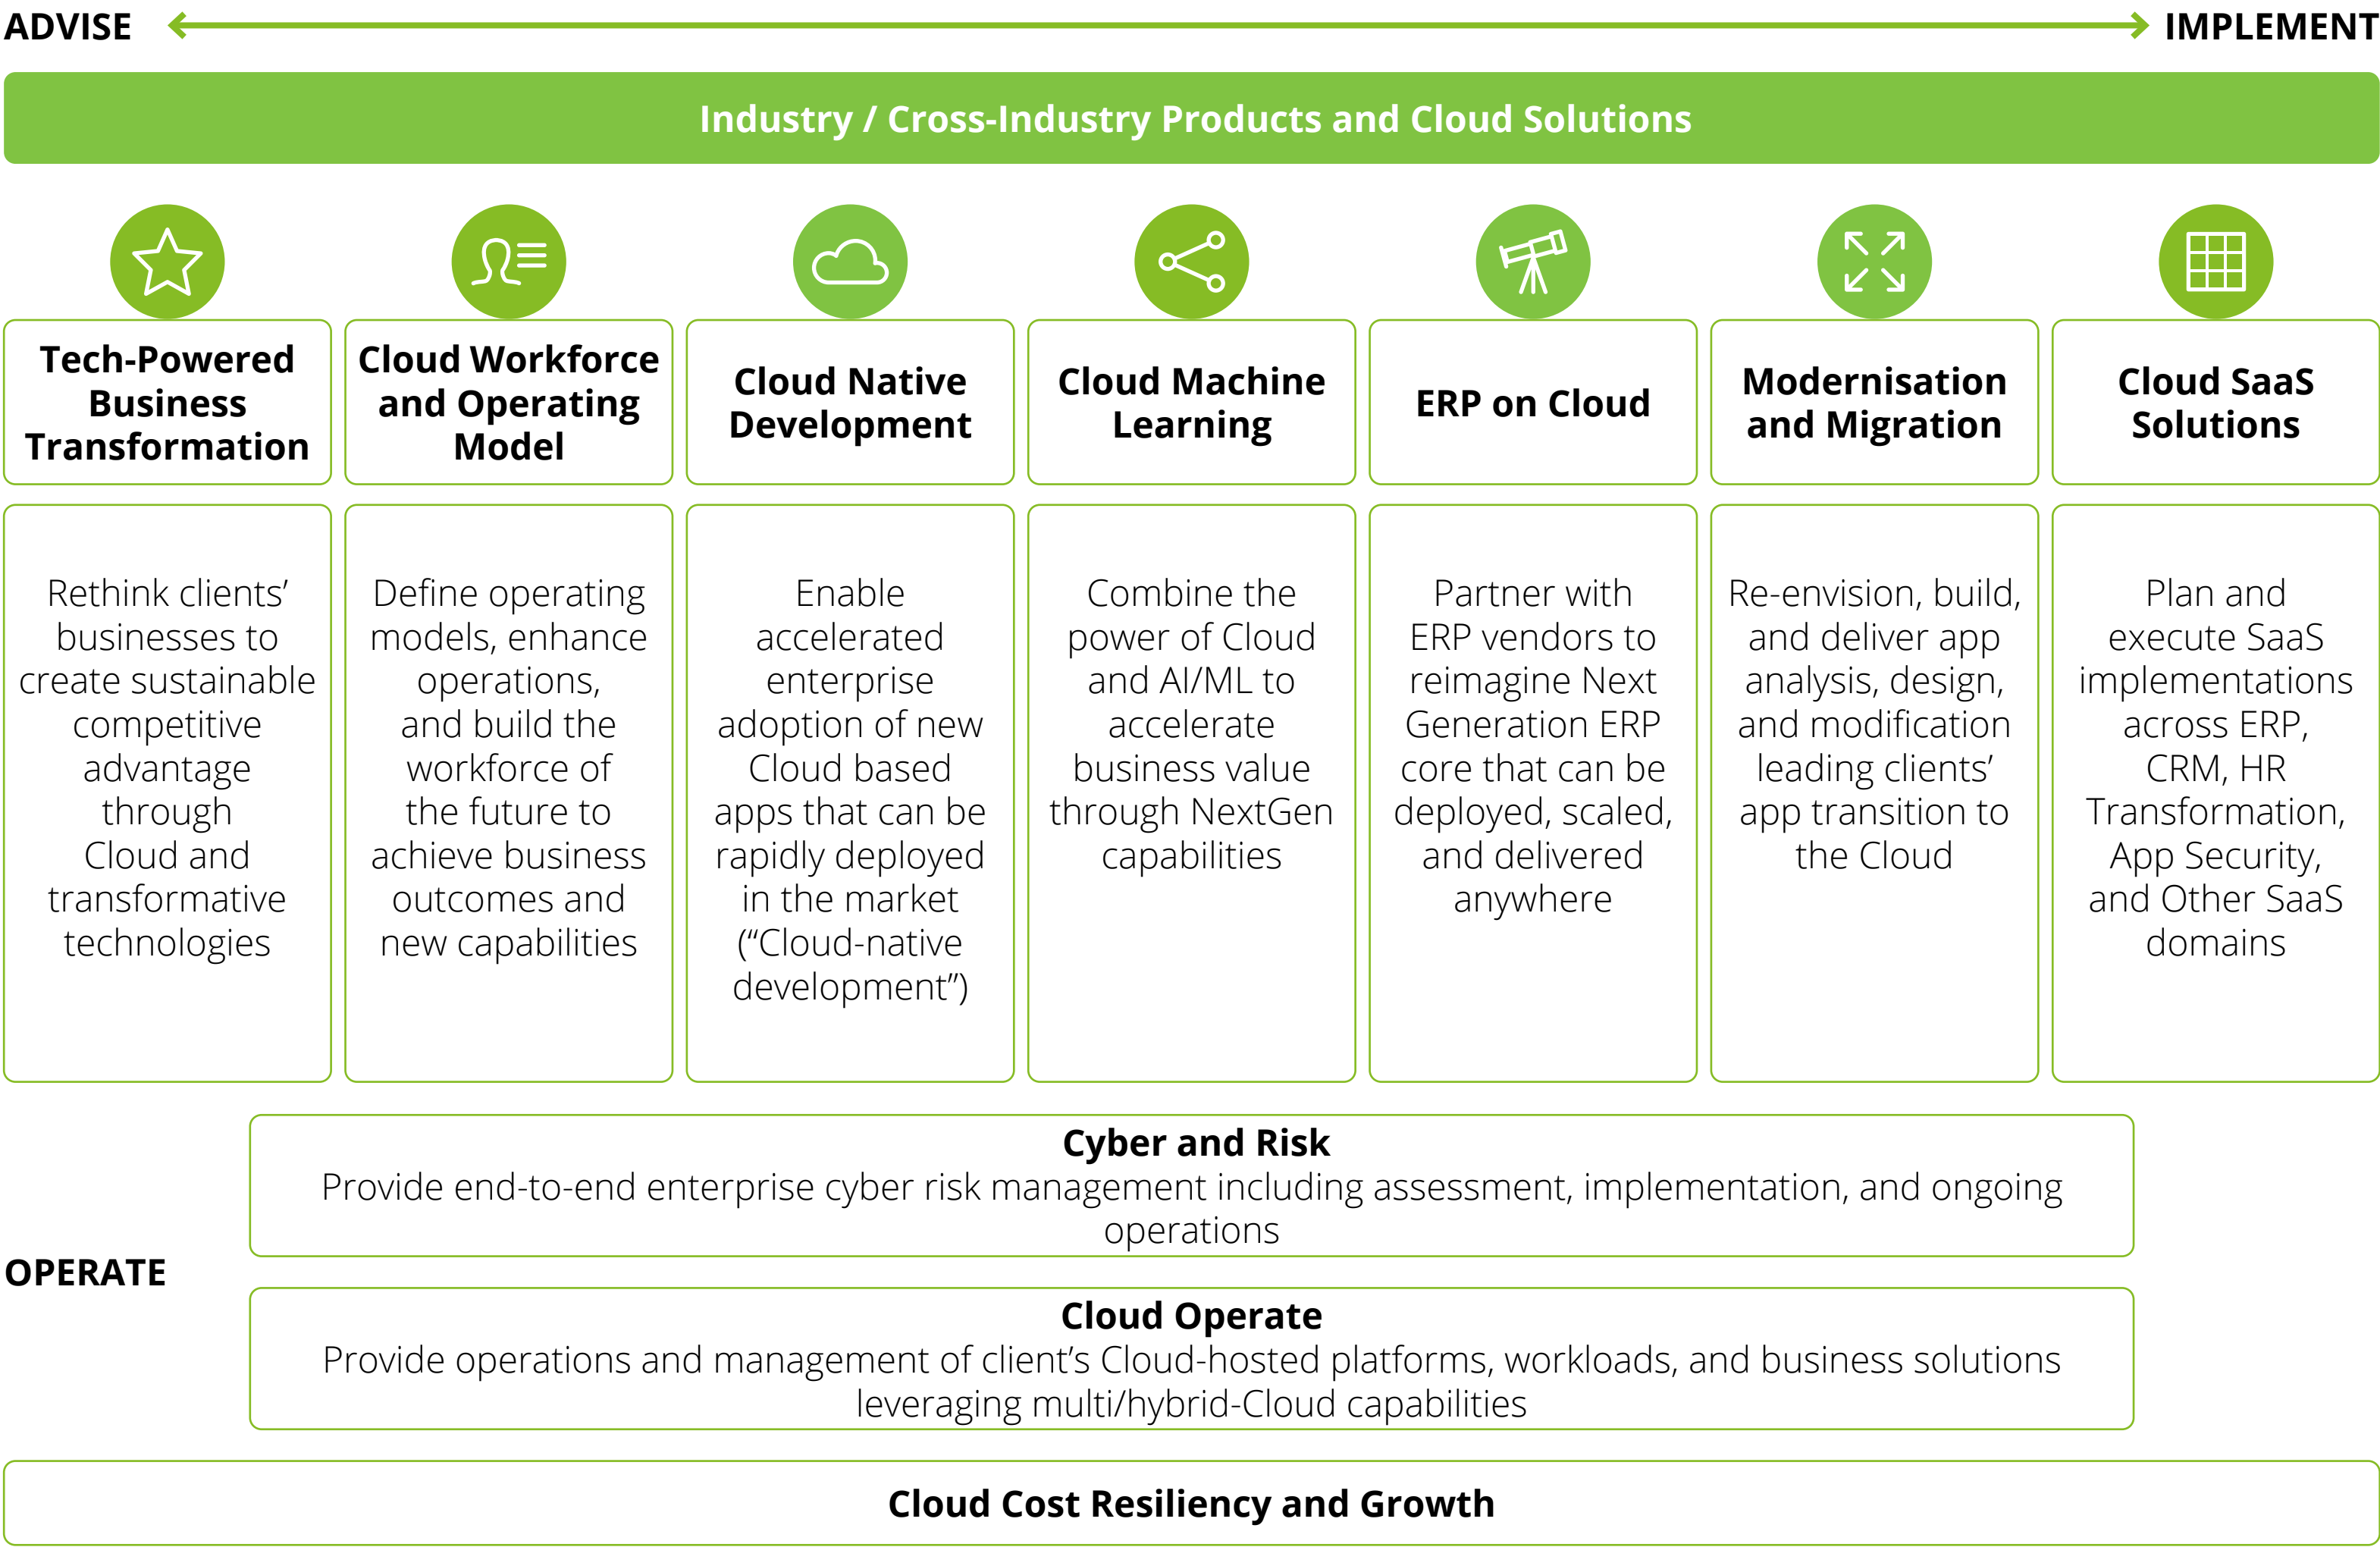 ADVISE
IMPLEMENT
Industry / Cross-Industry Products and Cloud Solutions
Tech-Powered
Business
Transformation
Rethink clients’
businesses to
create sustainable
competitive
advantage
through
Cloud and
transformative
technologies
Cloud Workforce
and Operating
Model
Define operating
models, enhance
operations,
and build the
workforce of
the future to
achieve business
outcomes and
new capabilities
Cloud Native
Development
Enable
accelerated
enterprise
adoption of new
Cloud based
apps that can be
rapidly deployed
in the market
(“Cloud-native
development”)
Cloud Machine
Learning
Combine the
power of Cloud
and AI/ML to
accelerate
business value
through NextGen
capabilities
ERP on Cloud
Partner with
ERP vendors to
reimagine Next
Generation ERP
core that can be
deployed, scaled,
and delivered
anywhere
Modernisation
and Migration
Re-envision, build,
and deliver app
analysis, design,
and modification
leading clients’
app transition to
the Cloud
Cloud SaaS
Solutions
Plan and
execute SaaS
implementations
across ERP,
CRM, HR
Transformation,
App Security,
and Other SaaS
domains
OPERATE
Cyber and Risk
Provide end-to-end enterprise cyber risk management including assessment, implementation, and ongoing
operations
Cloud Operate
Provide operations and management of client’s Cloud-hosted platforms, workloads, and business solutions
leveraging multi/hybrid-Cloud capabilities
Cloud Cost Resiliency and Growth